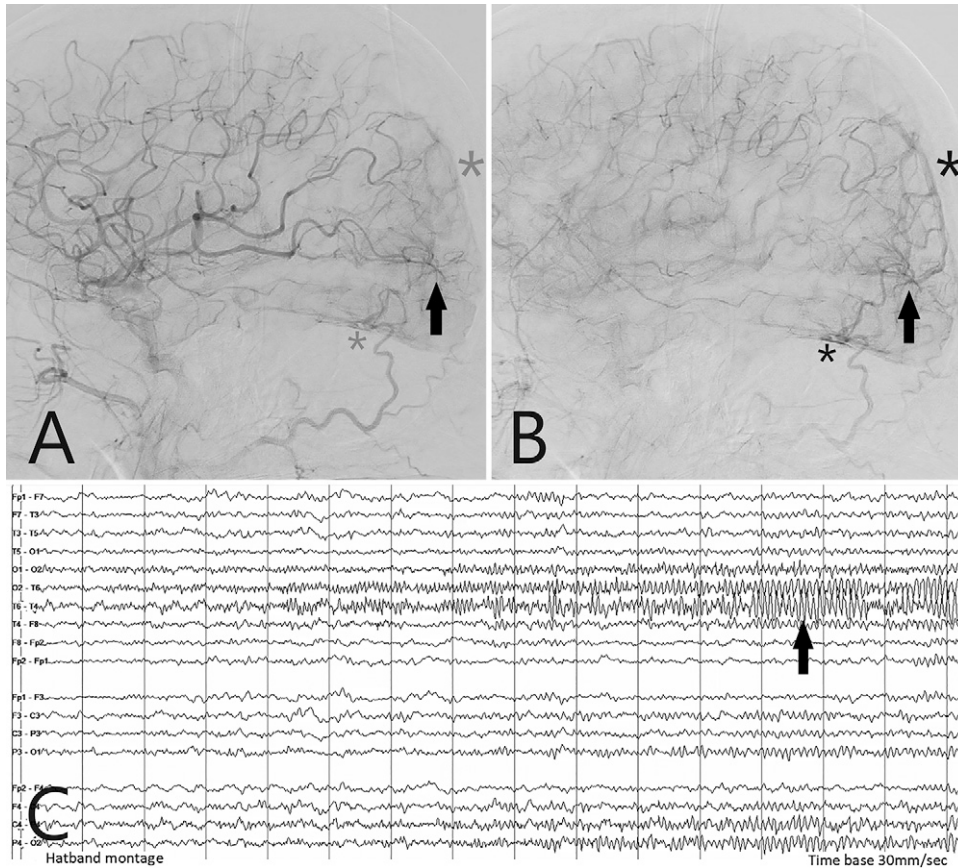 A
B
Fp1 - F7
F7 - T3
T3 - T5
T5 - O1
O1 - O2
O2 - T6
T6 - T4
T4 - F8
F8 - Fp2
Fp2 - Fp1
Fp1 - F3
F3 - C3
C3 - P3
P3 - O1
Fp2 - F4
F4 -
C4 -
P4 - O2
C
Hatband montage
Time base 30mm/sec